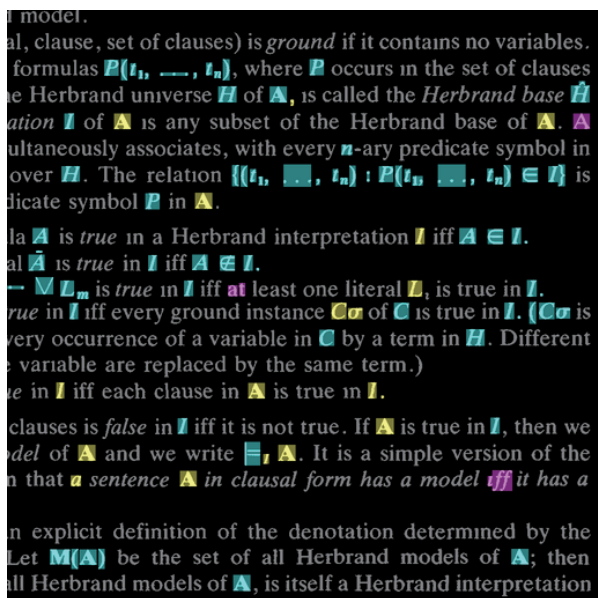 model.
al, clause, set of clauses) is ground if it contains no variables.
formulas P(t₁, ..., tₙ), where P occurs in the set of clauses
e Herbrand universe H of A, is called the Herbrand base Ĥ
ation I of A is any subset of the Herbrand base of A. A
ultaneously associates, with every n-ary predicate symbol in
over H. The relation {(t₁, ..., tₙ) : P(t₁, ..., tₙ) ∈ I} is
dicate symbol P in A.
la A is true in a Herbrand interpretation I iff A ∈ I.
al Ā is true in I iff A ∉ I.
∨ Lₘ is true in I iff at least one literal Lᵢ is true in I.
rue in I iff every ground instance Cσ of C is true in I. (Cσ is
very occurrence of a variable in C by a term in H. Different
e variable are replaced by the same term.)
ue in I iff each clause in A is true in I.
clauses is false in I iff it is not true. If A is true in I, then we
odel of A and we write ⊨I A. It is a simple version of the
n that a sentence A in clausal form has a model iff it has a
an explicit definition of the denotation determined by the
Let M(A) be the set of all Herbrand models of A; then
all Herbrand models of A, is itself a Herbrand interpretation